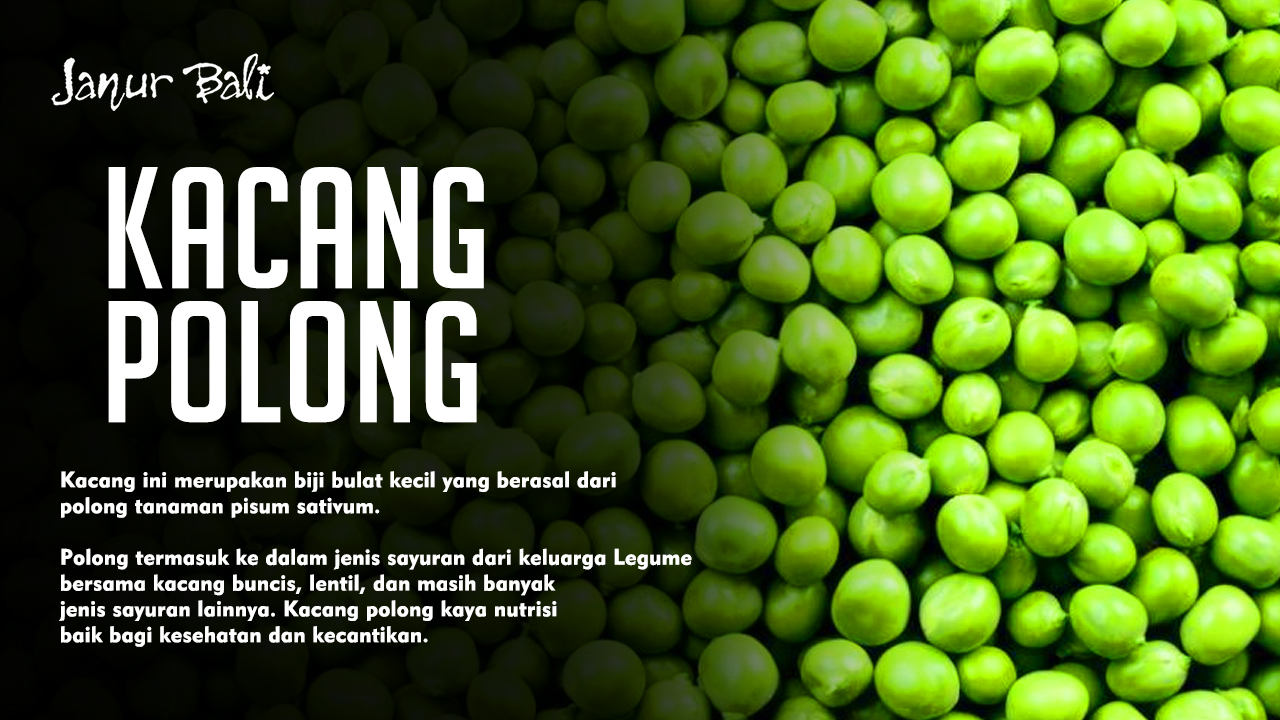 Janur Bali
KACANG
POLONG
Kacang ini merupakan biji bulat kecil yang berasal dari
polong tanaman pisum sativum.
Polong termasuk ke dalam jenis sayuran dari keluarga Legume
bersama kacang buncis, lentil, dan masih banyak
jenis sayuran lainnya. Kacang polong kaya nutrisi
baik bagi kesehatan dan kecantikan.